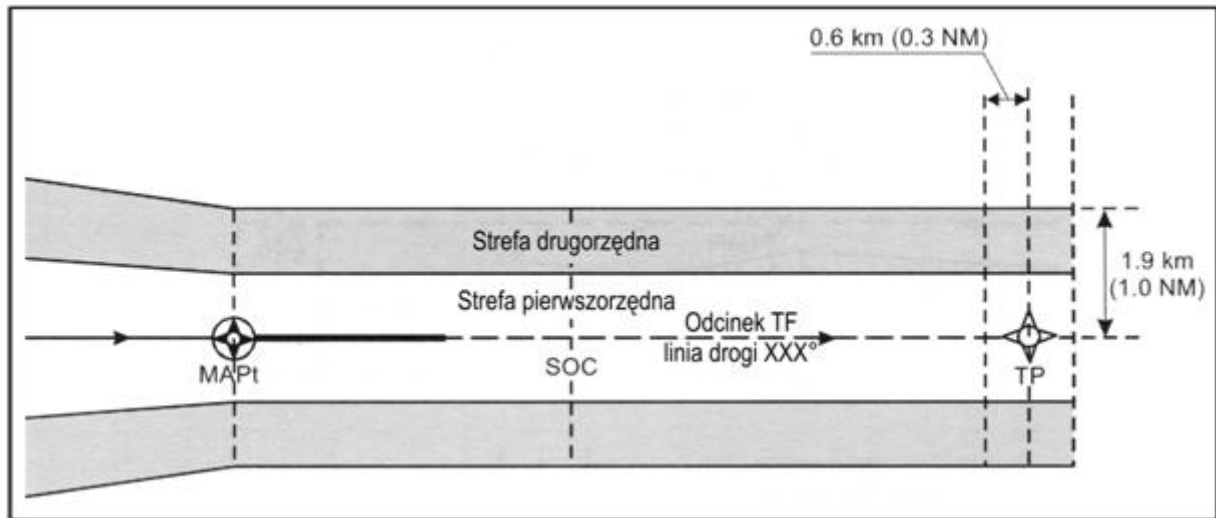 0.6 km (0.3 NM)
Strefa drugorzędna
1.9 km
(1.0 NM)
Strefa pierwszorzędna
Odcinek TF
linia drogi XXX°
MAPt
SOC
TP